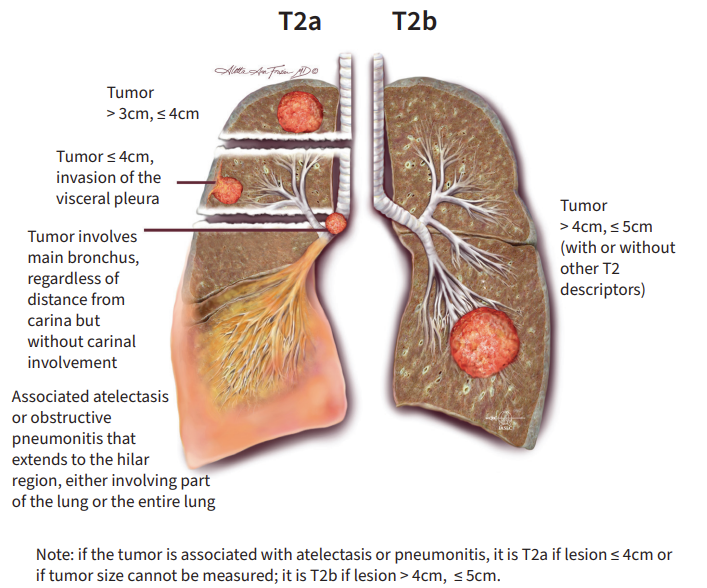 T2a
T2b
Tumor
> 3cm, ≤ 4cm
Tumor ≤ 4cm,
invasion of the
visceral pleura
Tumor involves
main bronchus,
regardless of
distance from
carina but
without carinal
involvement
Associated atelectasis
or obstructive
pneumonitis that
extends to the hilar
region, either involving part
of the lung or the entire lung
Tumor
> 4cm, ≤ 5cm
(with or without
other T2
descriptors)
Note: if the tumor is associated with atelectasis or pneumonitis, it is T2a if lesion ≤ 4cm or
if tumor size cannot be measured; it is T2b if lesion > 4cm, ≤ 5cm.